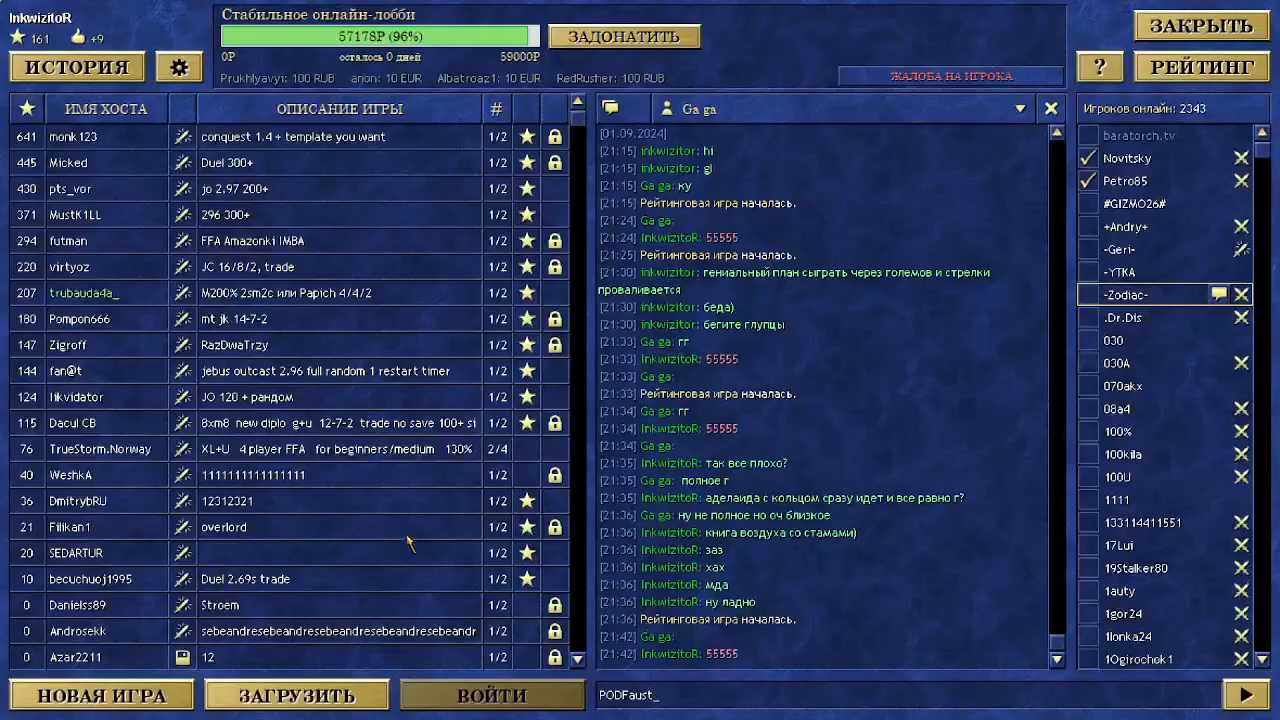 InkwizitoR
161 +9
ИСТОРИЯ
Стабильное онлайн-лобби
57178Р (96%)
0Р осталось 0 дней 59000Р
ЗАДОНАТИТЬ
Prukhlyavyi: 100 RUB arjon: 10 EUR Albatroaz1: 10 EUR RedRusher: 100 RUB
ЖАЛОБА НА ИГРОКА
ЗАКРЫТЬ
? РЕЙТИНГ
ИМЯ ХОСТА ОПИСАНИЕ ИГРЫ #
641 monk123 conquest 1.4 + template you want 1/2
445 Micked Duel 300+ 1/2
430 pts_vor jo 2.97 200+ 1/2
371 MustK1LL 296 300+ 1/2
294 futman FFA Amazonki IMBA 1/2
220 virtyoz JC 16/8/2, trade 1/2
207 trubauda4a_ M200% 2sm2c или Papich 4/4/2 1/2
180 Pompon666 mt jk 14-7-2 1/2
147 Zigroff RazDwaTrzy 1/2
144 fan@t jebus outcast 2.96 full random 1 restart timer 1/2
124 likvidator JO 120 + рандом 1/2
115 Dacul CB 8xm8 new diplo g+u 12-7-2 trade no save 100+ si 1/2
76 TrueStorm.Norway XL+U 4 player FFA for beginners/medium 130% 2/4
40 WeshkA 1111111111111111 1/2
36 DmitrybRU 12312321 1/2
21 Filikan1 overlord 1/2
20 SEDARTUR 1/2
10 becuchuoj1995 Duel 2.8.9s trade 1/2
0 Danielss89 Stroem 1/2
0 Androsekk sebeandresebeandresebeandresebeandr 1/2
0 Azar2211 12 1/2
НОВАЯ ИГРА ЗАГРУЗИТЬ ВОЙТИ
Ga ga
[01.09.2024]
[21:15] inkwizitor: hi
[21:15] inkwizitor: gl
[21:15] Ga ga: ку
[21:15] Рейтинговая игра началась.
[21:24] Ga ga:
[21:24] InkwizitoR: 55555
[21:25] Рейтинговая игра началась.
[21:30] inkwizitor: гениальный план сыграть через големов и стрелки
проваливается
[21:30] inkwizitor: беда)
[21:30] inkwizitor: бегите глупцы
[21:33] Ga ga: гг
[21:33] InkwizitoR: 55555
[21:33] Ga ga:
[21:33] Рейтинговая игра началась.
[21:34] Ga ga: гг
[21:34] InkwizitoR: 55555
[21:34] Ga ga:
[21:35] InkwizitoR: так все плохо?
[21:35] Ga ga: полное г
[21:35] InkwizitoR: аделаида с кольцом сразу идет и все равно г?
[21:36] Ga ga: ну не полное но оч близкое
[21:36] InkwizitoR: книга воздуха со стамами)
[21:36] InkwizitoR: заз
[21:36] InkwizitoR: хах
[21:36] InkwizitoR: мда
[21:36] InkwizitoR: ну ладно
[21:36] Рейтинговая игра началась.
[21:42] Ga ga:
[21:42] InkwizitoR: 55555
PODFaust_
Игроков онлайн: 2343
baratorch.tv
Novitsky
Petro85
#GIZMO26#
+Andry+
-Geri-
-YTKA
-Zodiac-
.Dr.Dis
030
030A
070akx
08a4
100%
100kila
100U
1111
133114411551
17Lui
19Stalker80
1auty
1gor24
1lonka24
1Ogirochok1